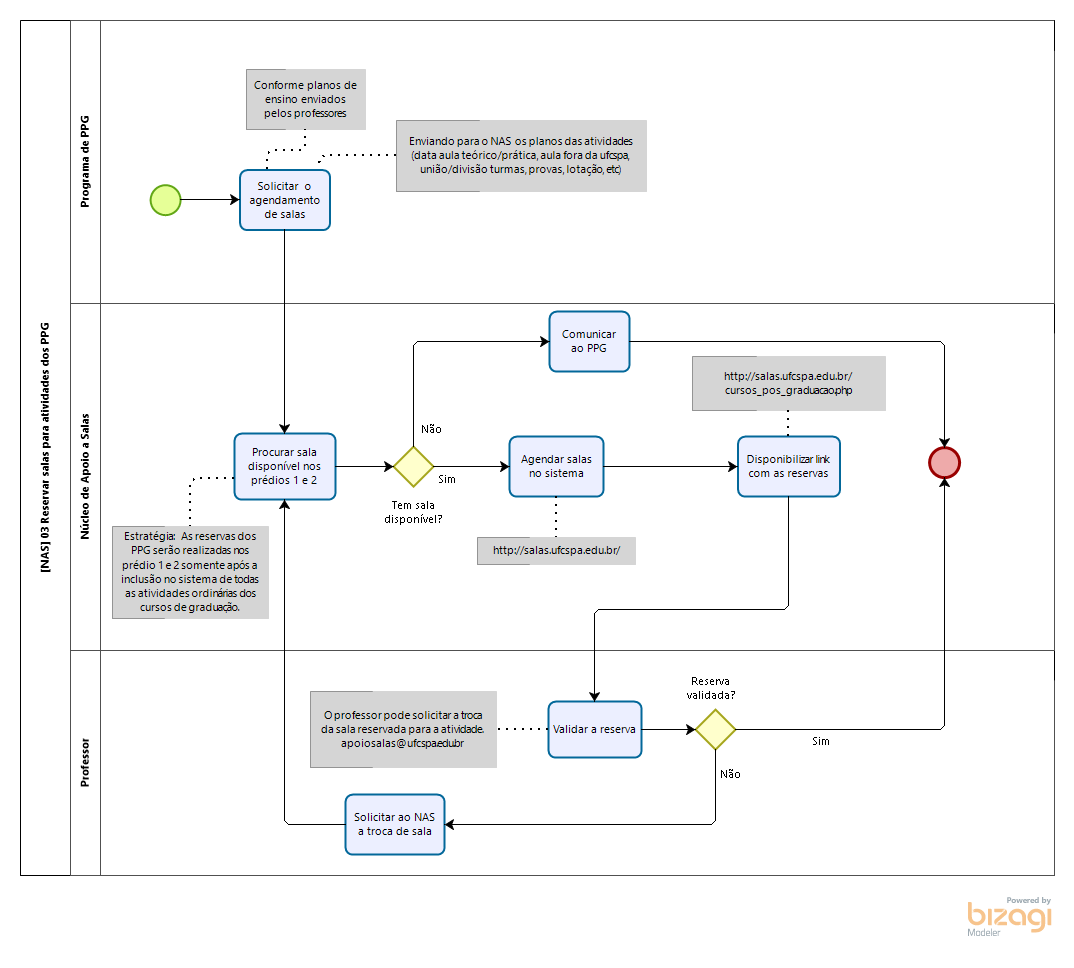 [NAS] 03 Reservar salas para atividades dos PPG
Programa de PPG
Conforme planos de
ensino enviados
pelos professores
Enviando para o NAS os planos das atividades
(data aula teórico/prática, aula fora da ufcspa,
união/divisão turmas, provas, lotação, etc)
Solicitar o
agendamento
de salas
Núcleo de Apoio a Salas
Comunicar
ao PPG
http://salas.ufcspa.edu.br/
cursos_pos_graduacao.php
Não
Procurar sala
disponível nos
prédios 1 e 2
Sim
Tem sala
disponível?
Agendar salas
no sistema
Disponibilizar link
com as reservas
Estratégia: As reservas dos
PPG serão realizadas nos
prédio 1 e 2 somente após a
inclusão no sistema de todas
as atividades ordinárias dos
cursos de graduação.
http://salas.ufcspa.edu.br/
Professor
Reserva
validada?
O professor pode solicitar a troca
da sala reservada para a atividade.
apoiosalas@ufcspa.edu.br
Validar a reserva
Sim
Não
Solicitar ao NAS
a troca de sala
Powered by
bizagi
Modeler